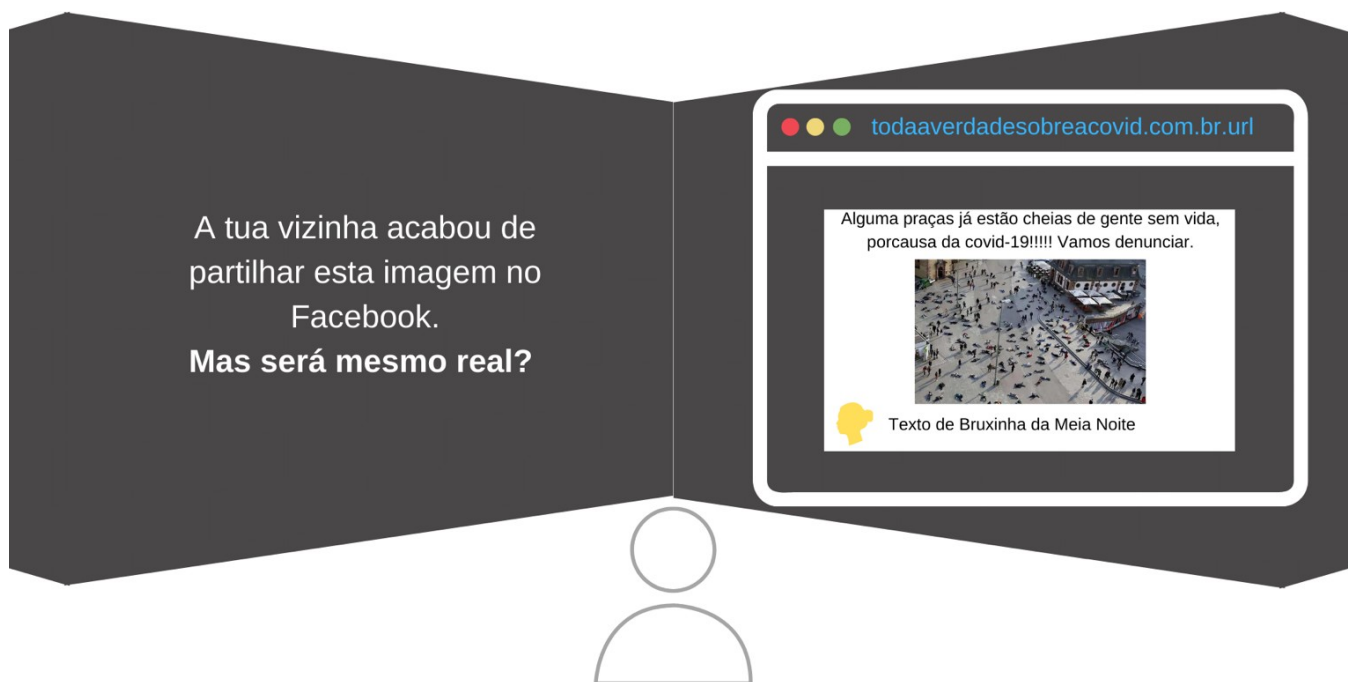 A tua vizinha acabou de
partilhar esta imagem no
Facebook.
Mas será mesmo real?
todaaverdadesobreacovid.com.br.url
Alguma praças já estão cheias de gente sem vida,
porcausa da covid-19!!!!! Vamos denunciar.
Texto de Bruxinha da Meia Noite